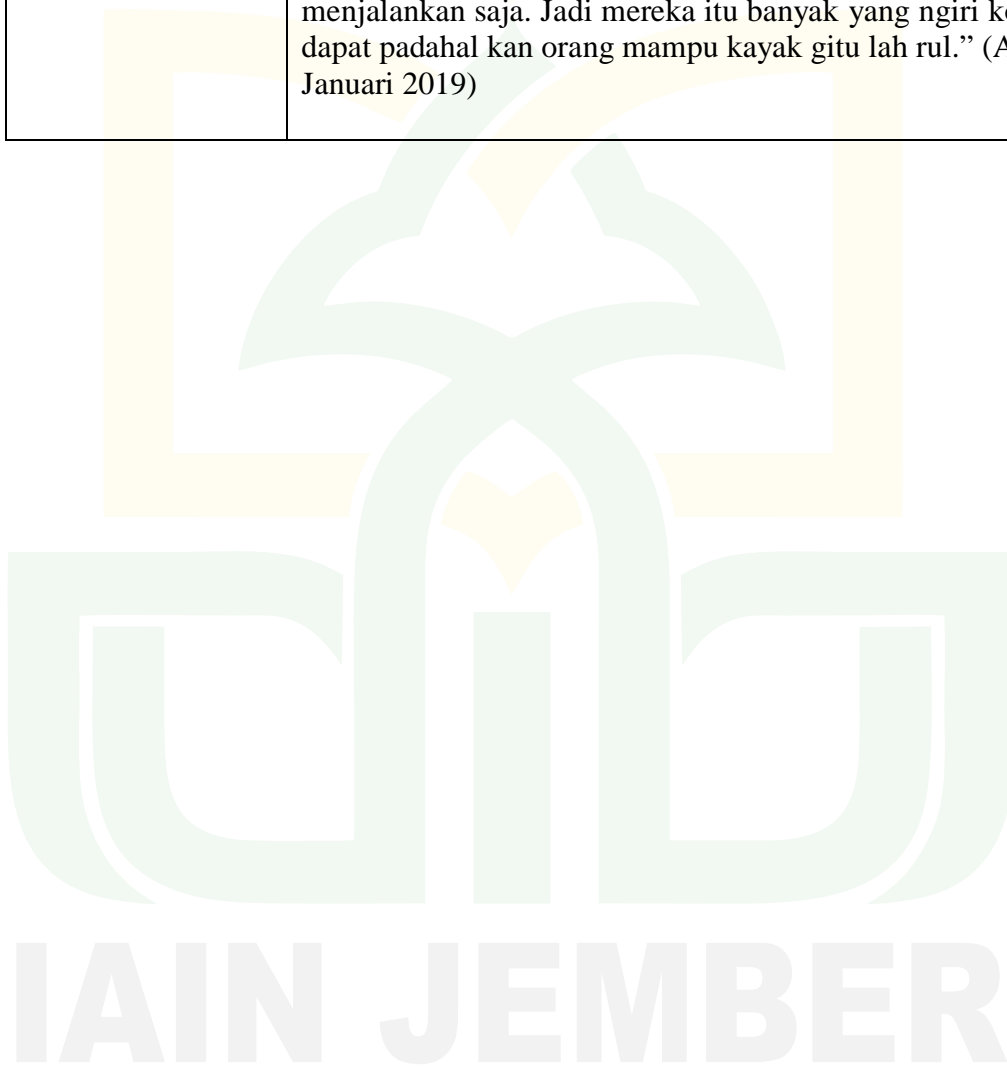 menjalankan saja. Jadi mereka itu banyak yang ngiri
dapat padahal kan orang mampu kayak gitu lah rul.” (A
Januari 2019)
IAIN JEMBER